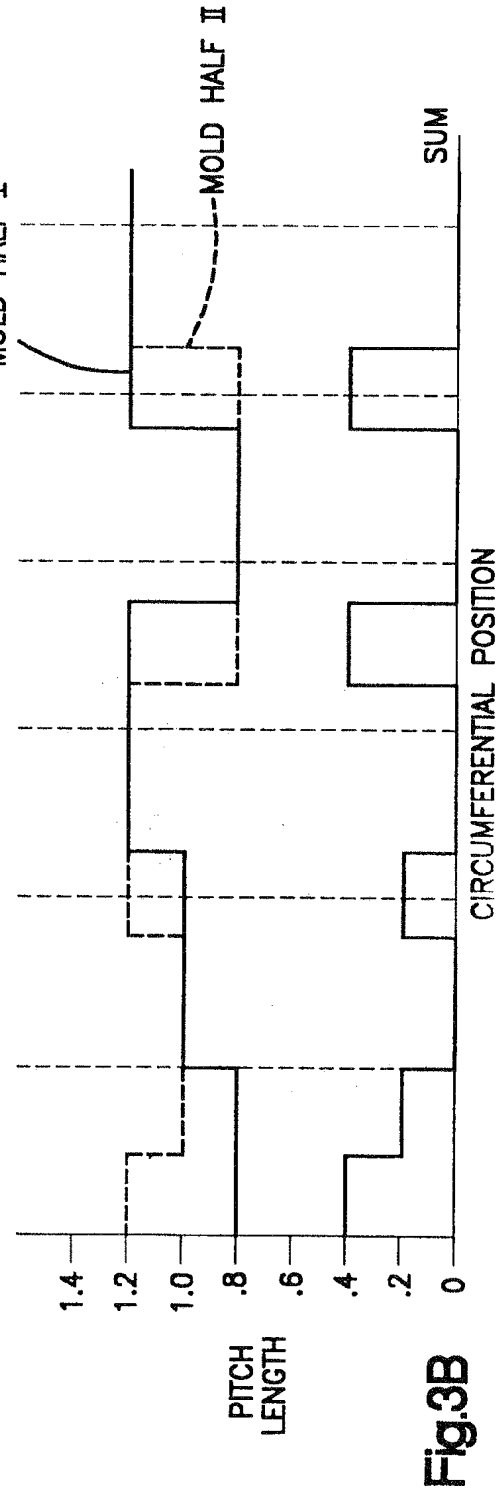 MOLD HALF I
MOLD HALF II
1.4
1.2
1.0
.8
.6
.4
.2
0
PITCH
LENGTH
SUM
CIRCUMFERENTIAL POSITION
Fig.3B